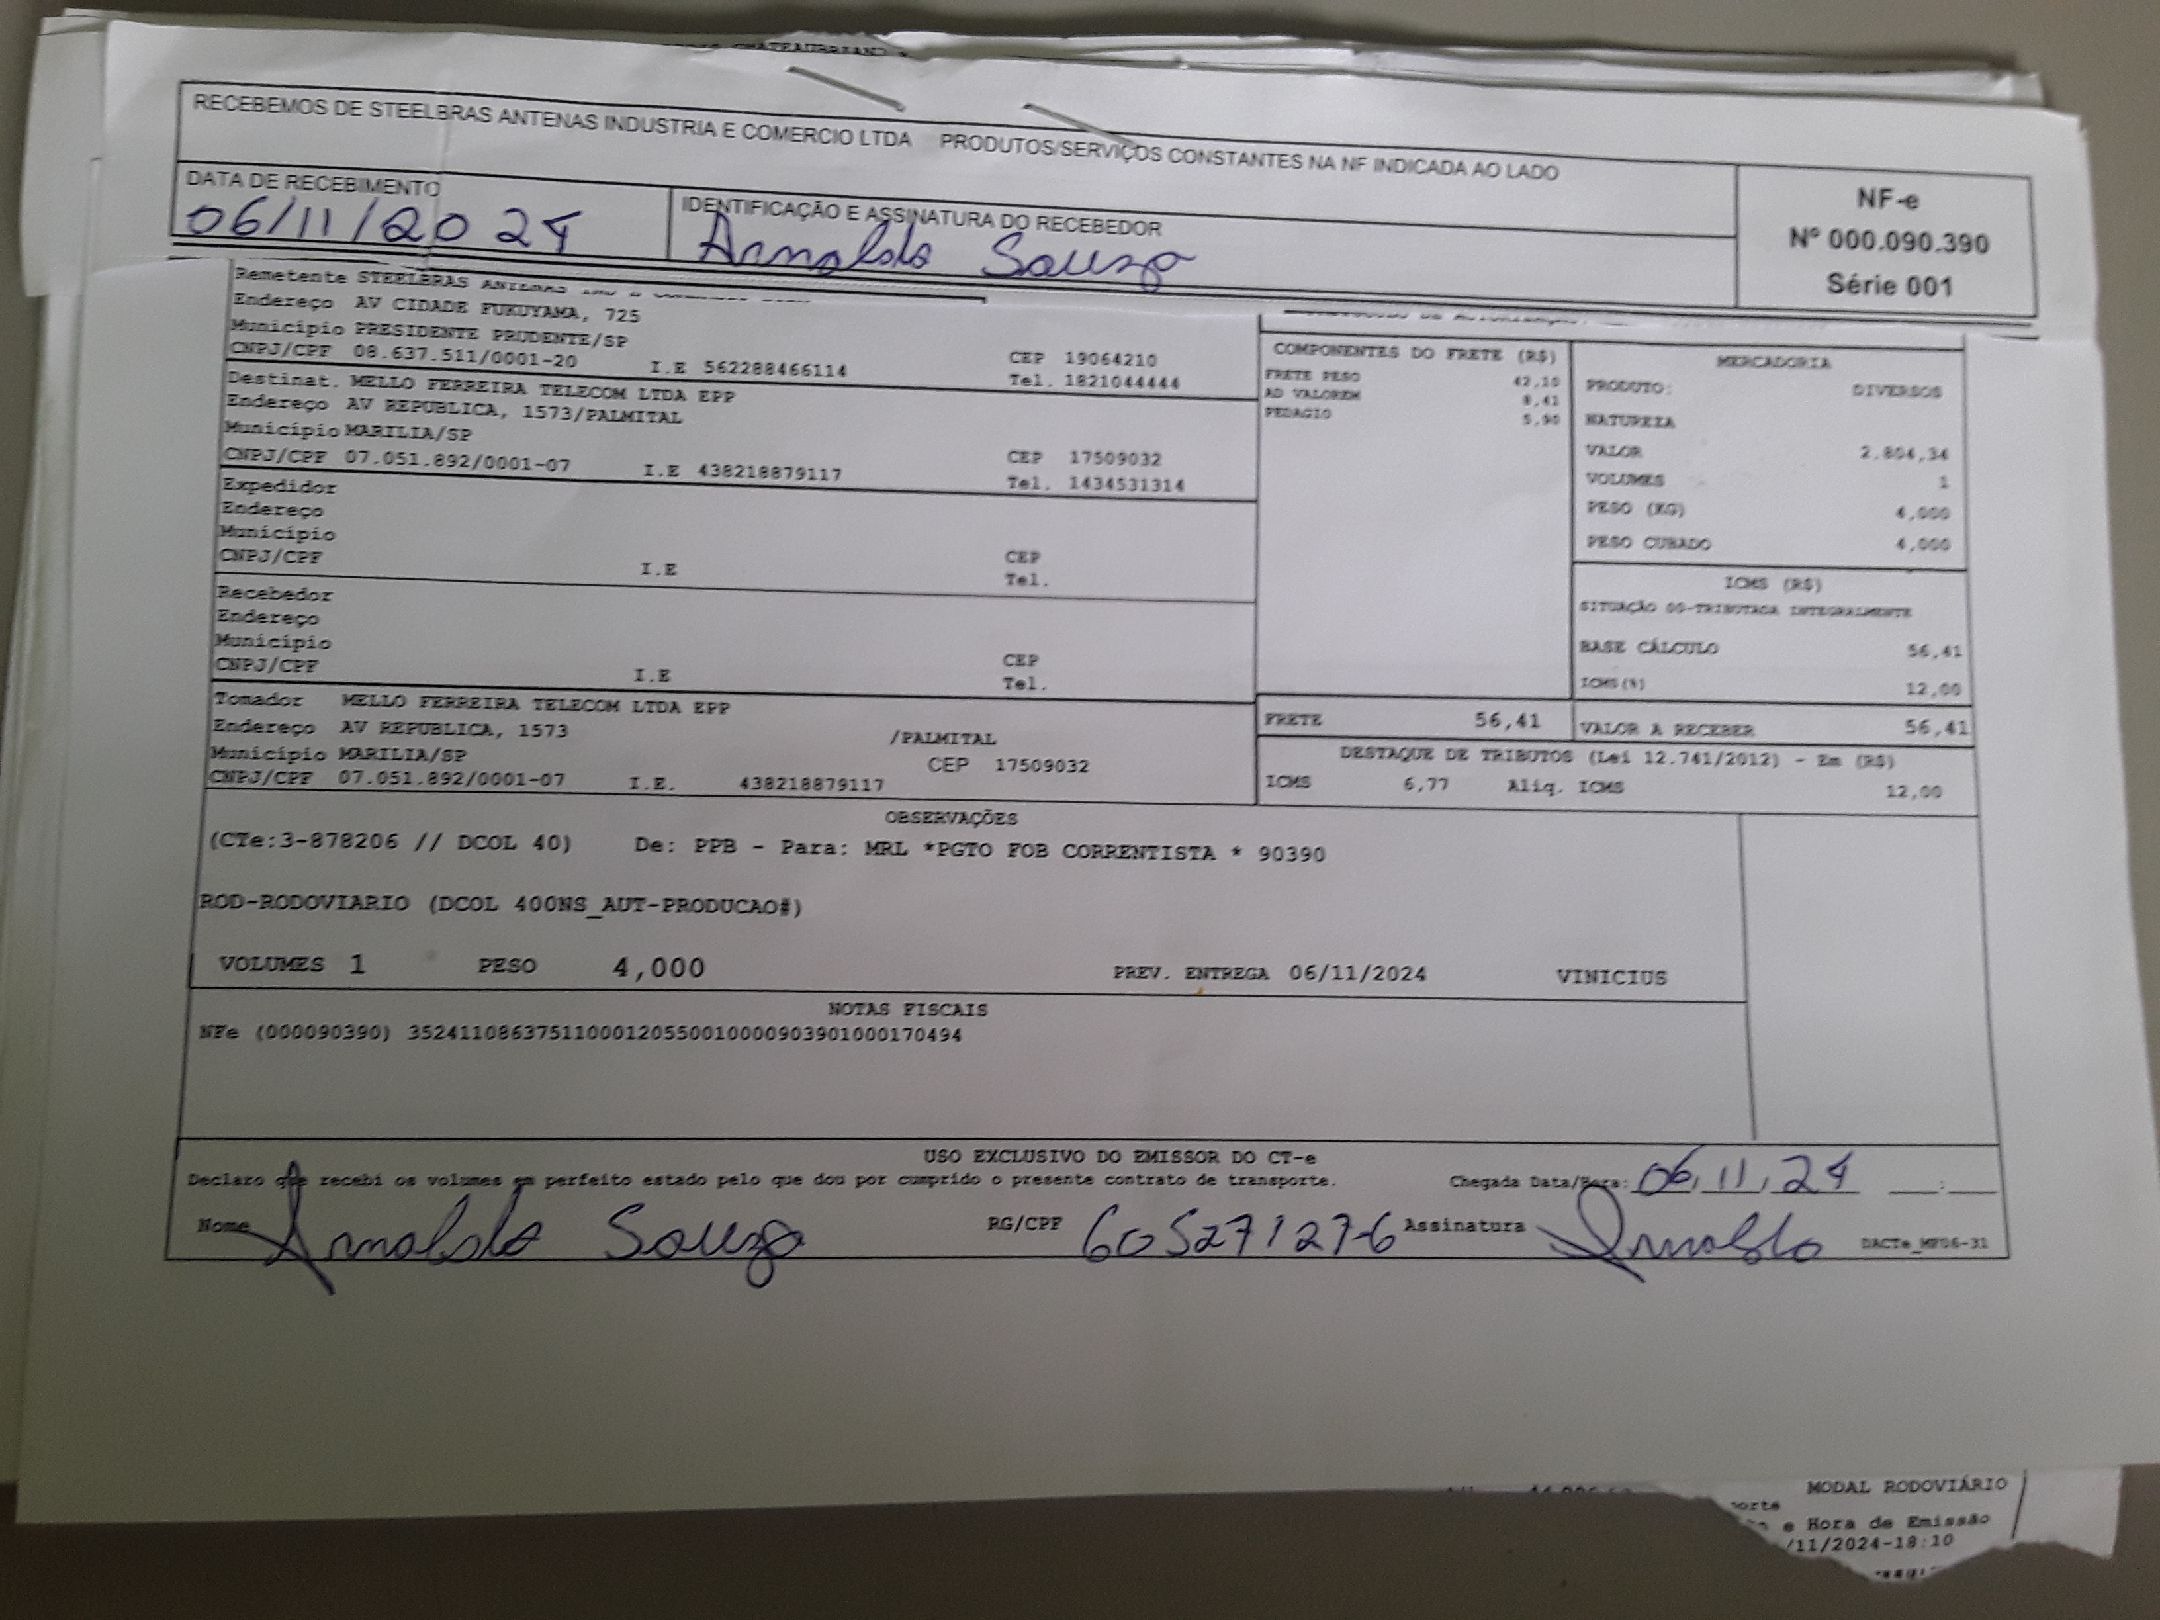 CHATEAUBRIAND
RECEBEMOS DE STEELBRAS ANTENAS INDUSTRIA E COMERCIO LTDA PRODUTOS/SERVIÇOS CONSTANTES NA NF INDICADA AO LADO
DATA DE RECEBIMENTO
06/11/2024
IDENTIFICAÇÃO E ASSINATURA DO RECEBEDOR
Arnaldo Souza
NF-e
Nº 000.090.390
Série 001
Remetente STEELBRAS ANTENAS
Endereço AV CIDADE FUKUYAMA, 725
Município PRESIDENTE PRUDENTE/SP
CEP 19064210
CNPJ/CPF 08.637.511/0001-20 I.E 562288466114 Tel. 1821044444
Destinat. MELLO FERREIRA TELECOM LTDA EPP
Endereço AV REPUBLICA, 1573/PALMITAL
Município MARILIA/SP
CEP 17509032
CNPJ/CPF 07.051.892/0001-07 I.E 438218879117 Tel. 1434531314
Expedidor
Endereço
Município
CEP
CNPJ/CPF I.E Tel.
Recebedor
Endereço
Município
CEP
CNPJ/CPF I.E Tel.
Tomador MELLO FERREIRA TELECOM LTDA EPP
Endereço AV REPUBLICA, 1573 /PALMITAL
Município MARILIA/SP CEP 17509032
CNPJ/CPF 07.051.892/0001-07 I.E. 438218879117
COMPONENTES DO FRETE (R$)
FRETE PESO 42,10
AD VALOREM 8,41
PEDAGIO 5,90
MERCADORIA
PRODUTO: DIVERSOS
NATUREZA
VALOR 2.804,34
VOLUMES 1
PESO (KG) 4,000
PESO CUBADO 4,000
ICMS (R$)
SITUAÇÃO 00-TRIBUTADA INTEGRALMENTE
BASE CÁLCULO 56,41
ICMS(%) 12,00
FRETE 56,41 VALOR A RECEBER 56,41
DESTAQUE DE TRIBUTOS (Lei 12.741/2012) - Em (R$)
ICMS 6,77 Aliq. ICMS 12,00
OBSERVAÇÕES
(CTe:3-878206 // DCOL 40) De: PPB - Para: MRL *PGTO FOB CORRENTISTA * 90390
ROD-RODOVIARIO (DCOL 400NS_AUT-PRODUCAO#)
VOLUMES 1 PESO 4,000 PREV. ENTREGA 06/11/2024 VINICIUS
NOTAS FISCAIS
NFe (000090390) 35241108637511000120550010000903901000170494
USO EXCLUSIVO DO EMISSOR DO CT-e
Declaro que recebi os volumes em perfeito estado pelo que dou por cumprido o presente contrato de transporte. Chegada Data/Hora: 06/11/24 __:__
Nome Arnaldo Souza RG/CPF 60527127-6 Assinatura Arnaldo DACTe_MP06-31
MODAL RODOVIÁRIO
e Hora de Emissão
/11/2024-18:10